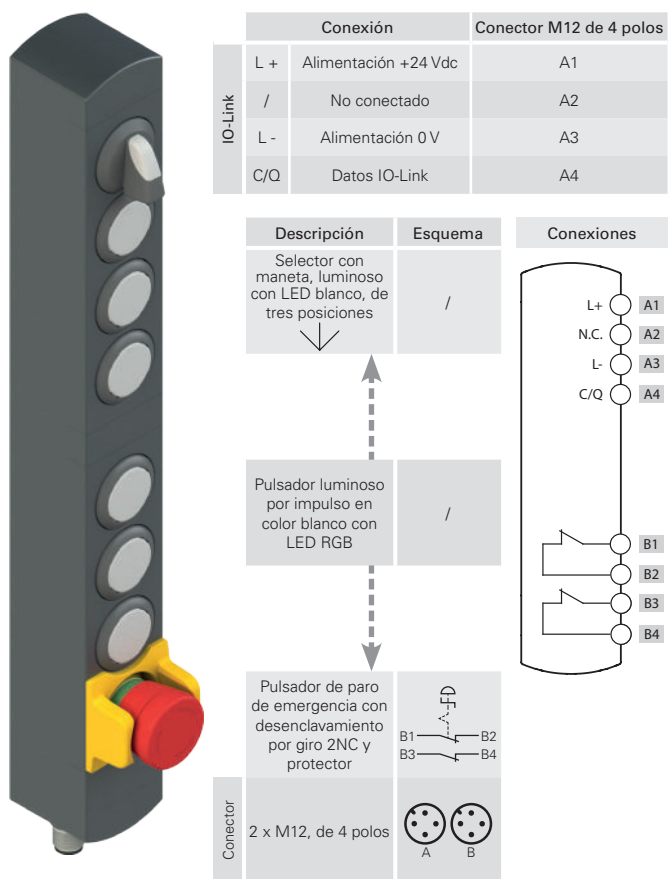 Conexión Conector M12 de 4 polos
IO-Link
L + Alimentación +24 Vdc A1
/ No conectado A2
L - Alimentación 0 V A3
C/Q Datos IO-Link A4
Descripción Esquema Conexiones
Selector con
maneta, luminoso
con LED blanco, de
tres posiciones
/
Pulsador luminoso
por impulso en
color blanco con
LED RGB
/
Pulsador de paro
de emergencia con
desenclavamiento
por giro 2NC y
protector
B1 B2
B3 B4
Conector
2 x M12, de 4 polos
A B
L+ A1
N.C. A2
L- A3
C/Q A4
B1
B2
B3
B4